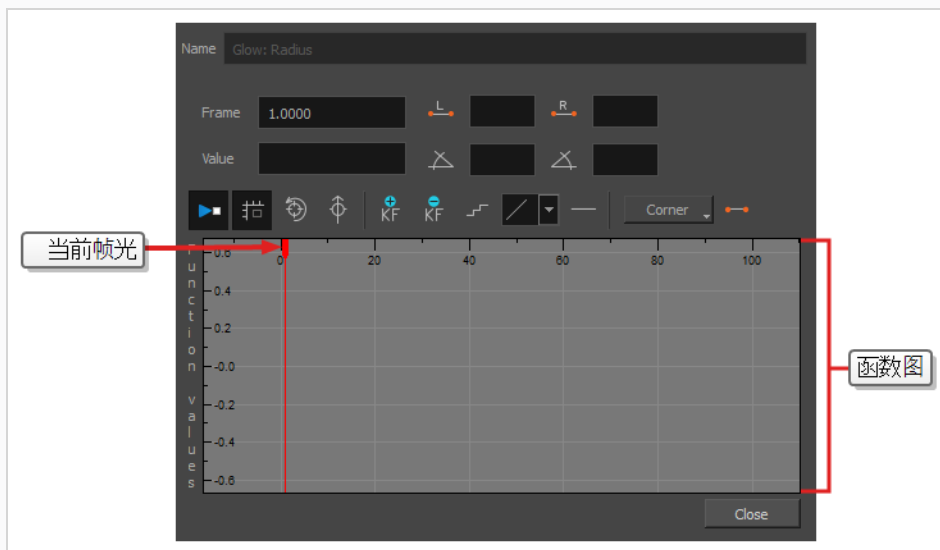 Name Glow: Radius
Frame 1.0000 L R
Value
KF KF Corner
当前帧光
Function values
0 20 40 60 80 100
0.6
-0.4
-0.2
-0.0
-0.2
-0.4
-0.6
函数图
Close